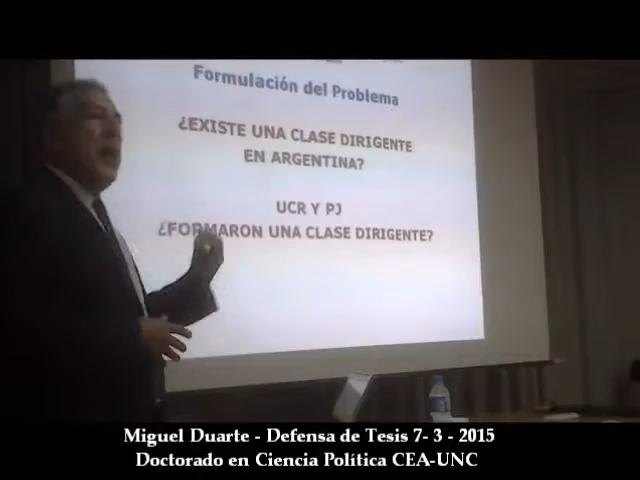 Formulación del Problema
¿EXISTE UNA CLASE DIRIGENTE
EN ARGENTINA?
UCR Y PJ
¿FORMARON UNA CLASE DIRIGENTE?
Miguel Duarte - Defensa de Tesis 7- 3 - 2015
Doctorado en Ciencia Política CEA-UNC